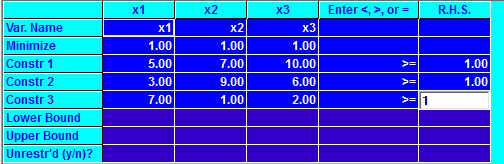 x1 x2 x3 Enter <, >, or = R.H.S.
Var. Name x1 x2 x3
Minimize 1.00 1.00 1.00
Constr 1 5.00 7.00 10.00 >= 1.00
Constr 2 3.00 9.00 6.00 >= 1.00
Constr 3 7.00 1.00 2.00 >= 1
Lower Bound
Upper Bound
Unrestr'd (y/n)?